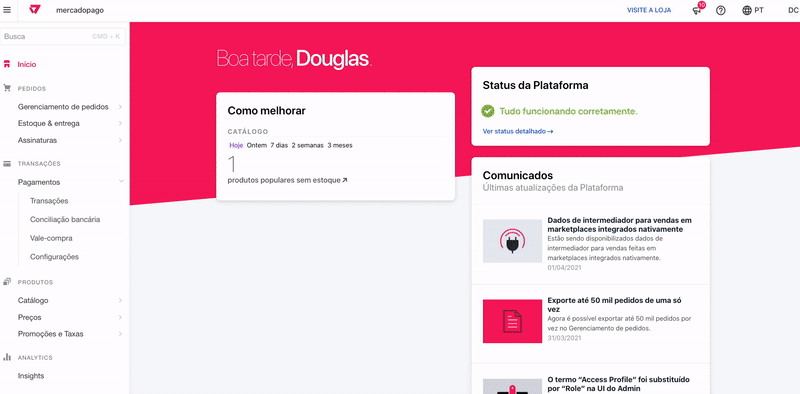 mercadopago
VISITE A LOJA
10
PT
DC
Busca
CMD + K
Início
PEDIDOS
Gerenciamento de pedidos
Estoque & entrega
Assinaturas
TRANSAÇÕES
Pagamentos
Transações
Conciliação bancária
Vale-compra
Configurações
PRODUTOS
Catálogo
Preços
Promoções e Taxas
ANALYTICS
Insights
Boa tarde, Douglas.
Como melhorar
CATÁLOGO
Hoje Ontem 7 dias 2 semanas 3 meses
1
produtos populares sem estoque
Status da Plataforma
Tudo funcionando corretamente.
Ver status detalhado
Comunicados
Últimas atualizações da Plataforma
Dados de intermediador para vendas em
marketplaces integrados nativamente
Estão sendo disponibilizados dados de
intermediador para vendas feitas em
marketplaces integrados nativamente.
01/04/2021
Exporte até 50 mil pedidos de uma só
vez
Agora é possível exportar até 50 mil pedidos por
vez no Gerenciamento de pedidos.
31/03/2021
O termo “Access Profile” foi substituído
por “Role” na UI do Admin